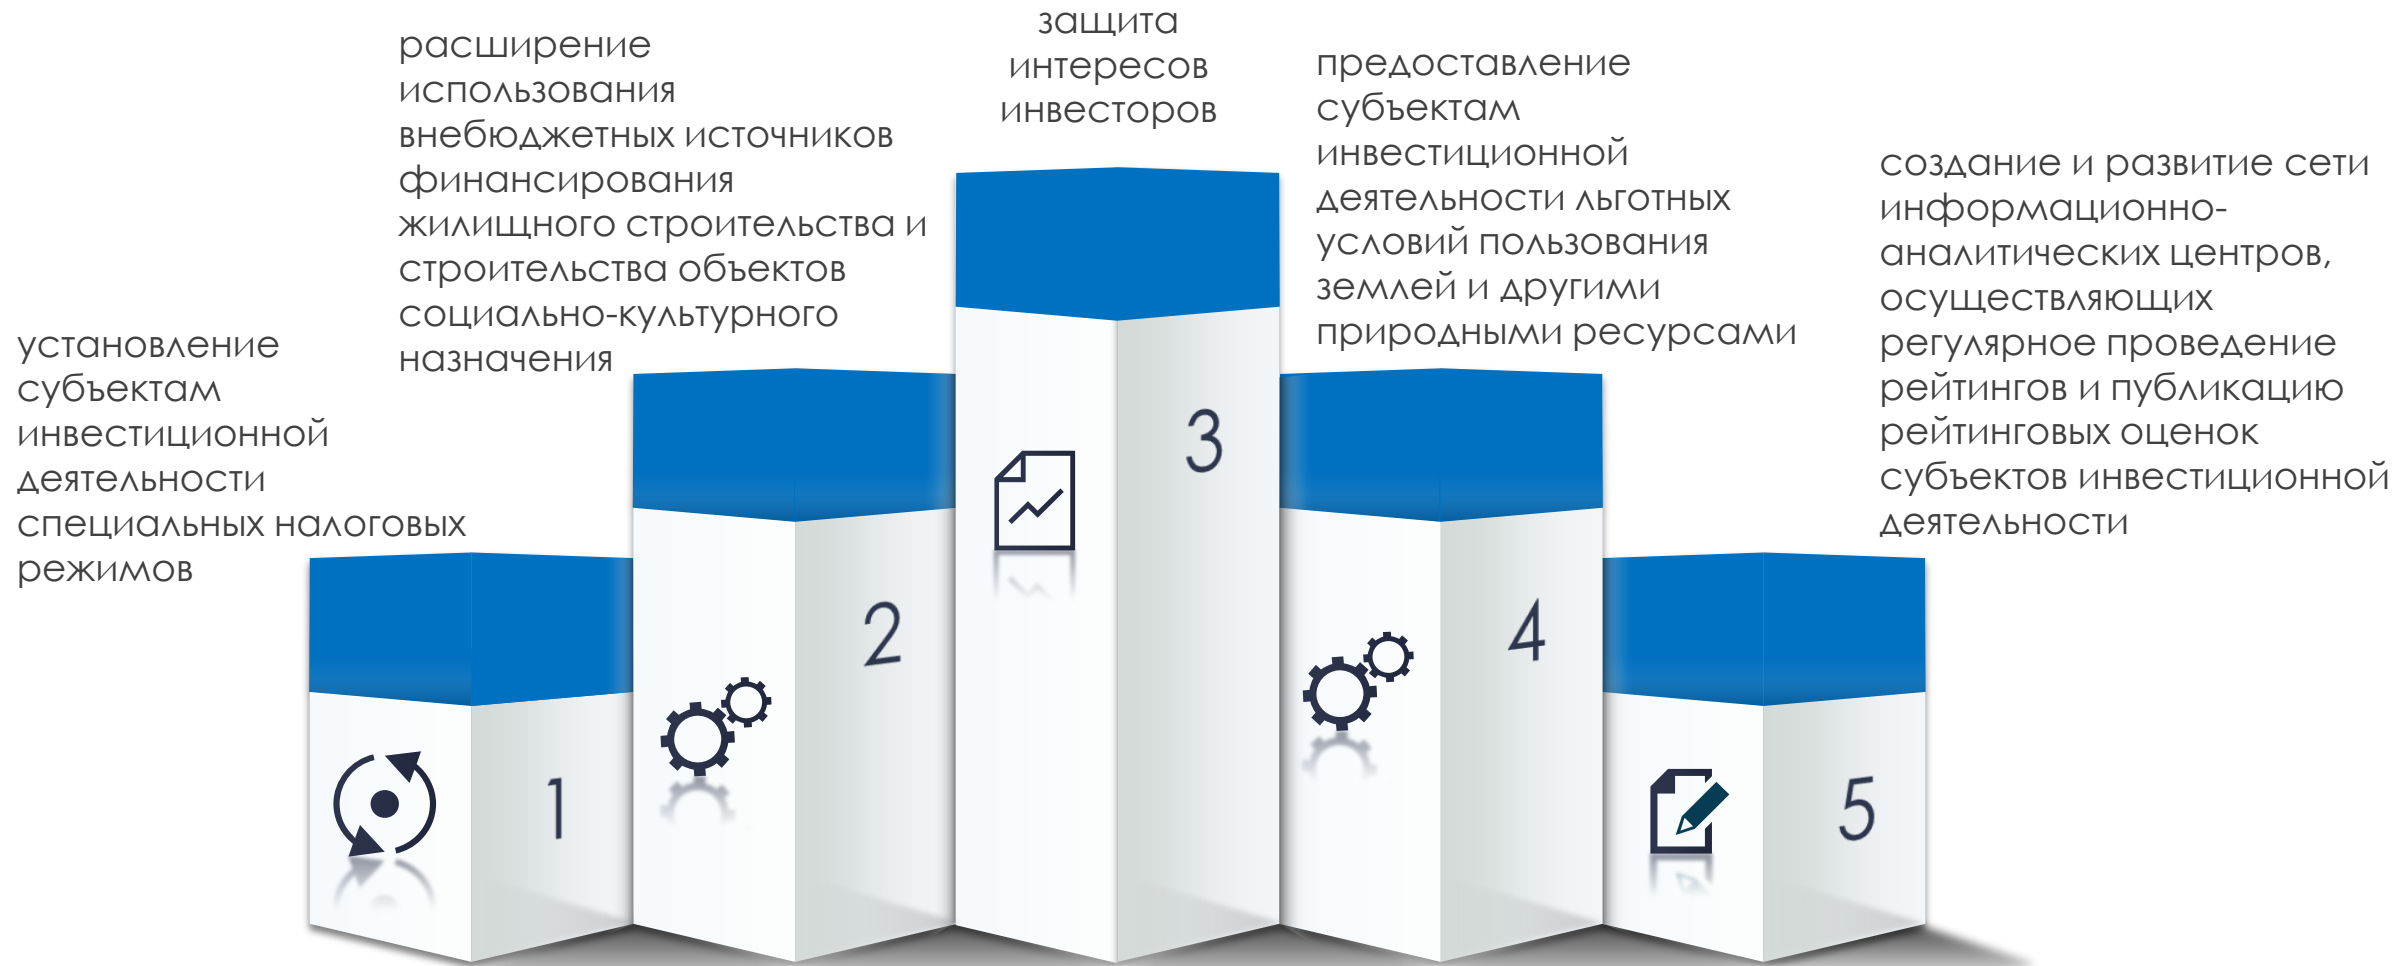 установление
субъектам
инвестиционной
деятельности
специальных налоговых
режимов
1
расширение
использования
внебюджетных источников
финансирования
жилищного строительства и
строительства объектов
социально-культурного
назначения
2
защита
интересов
инвесторов
3
предоставление
субъектам
инвестиционной
деятельности льготных
условий пользования
землей и другими
природными ресурсами
4
создание и развитие сети
информационно-
аналитических центров,
осуществляющих
регулярное проведение
рейтингов и публикацию
рейтинговых оценок
субъектов инвестиционной
деятельности
5